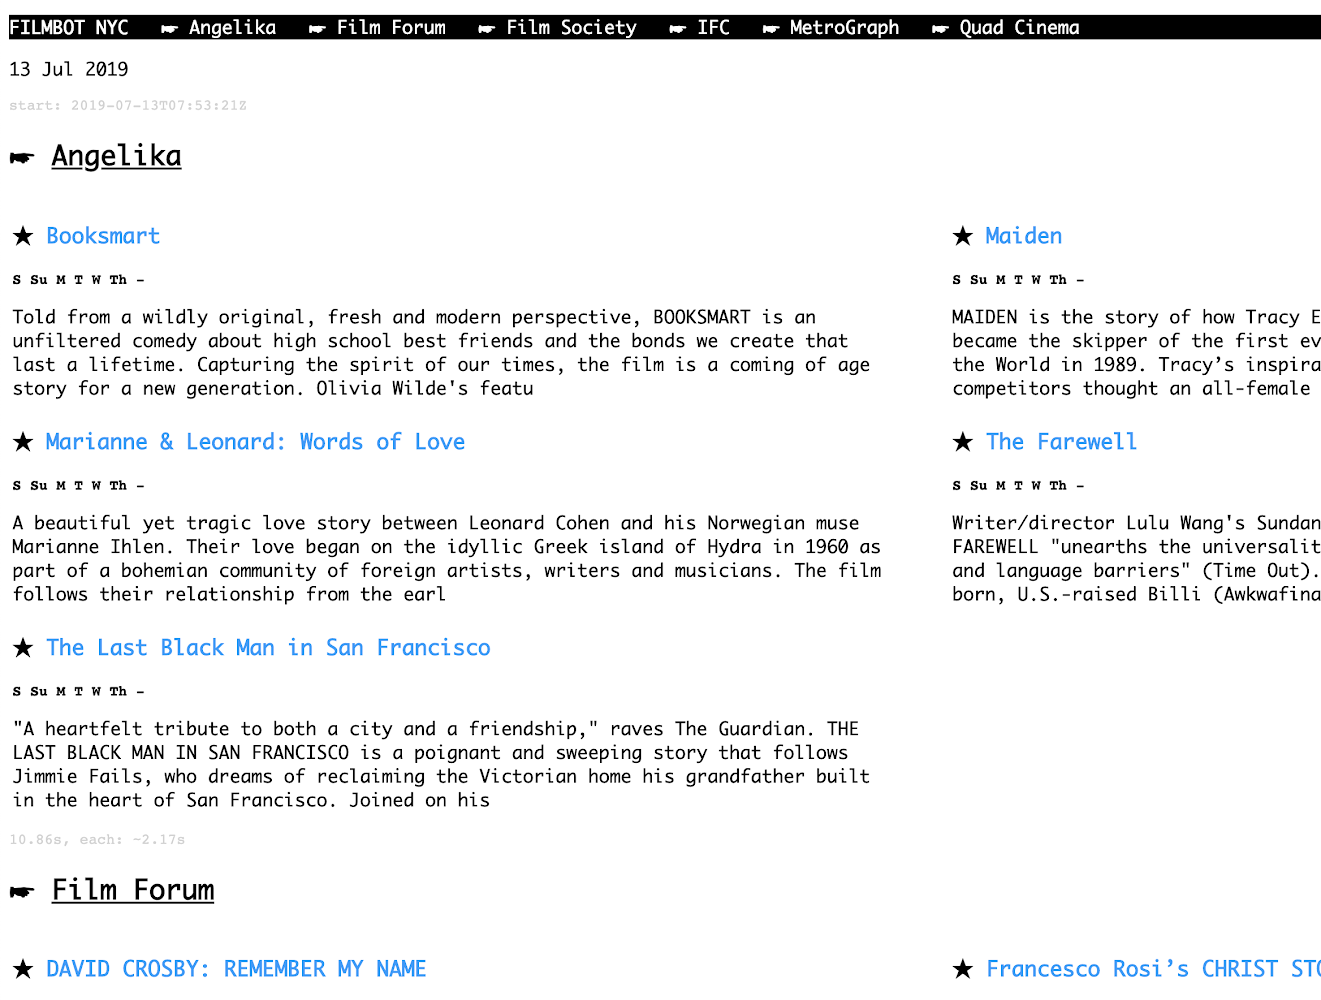 FILMBOT NYC ☛ Angelika ☛ Film Forum ☛ Film Society ☛ IFC ☛ MetroGraph ☛ Quad Cinema
13 Jul 2019
start: 2019-07-13T07:53:21Z
☛ Angelika
★ Booksmart
S Su M T W Th -
Told from a wildly original, fresh and modern perspective, BOOKSMART is an
unfiltered comedy about high school best friends and the bonds we create that
last a lifetime. Capturing the spirit of our times, the film is a coming of age
story for a new generation. Olivia Wilde's featu
★ Maiden
S Su M T W Th -
MAIDEN is the story of how Tracy E
became the skipper of the first ev
the World in 1989. Tracy’s inspira
competitors thought an all-female
★ Marianne & Leonard: Words of Love
S Su M T W Th -
A beautiful yet tragic love story between Leonard Cohen and his Norwegian muse
Marianne Ihlen. Their love began on the idyllic Greek island of Hydra in 1960 as
part of a bohemian community of foreign artists, writers and musicians. The film
follows their relationship from the earl
★ The Farewell
S Su M T W Th -
Writer/director Lulu Wang's Sundan
FAREWELL "unearths the universalit
and language barriers" (Time Out).
born, U.S.-raised Billi (Awkwafina
★ The Last Black Man in San Francisco
S Su M T W Th -
"A heartfelt tribute to both a city and a friendship," raves The Guardian. THE
LAST BLACK MAN IN SAN FRANCISCO is a poignant and sweeping story that follows
Jimmie Fails, who dreams of reclaiming the Victorian home his grandfather built
in the heart of San Francisco. Joined on his
10.86s, each: ~2.17s
☛ Film Forum
★ DAVID CROSBY: REMEMBER MY NAME
★ Francesco Rosi’s CHRIST STO